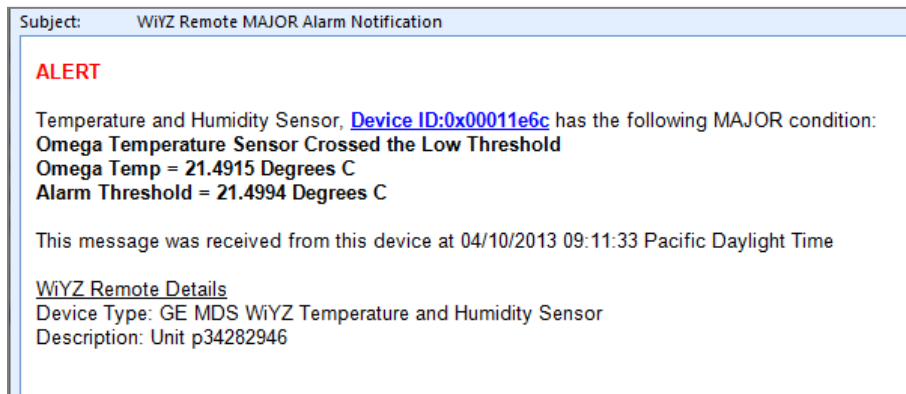 Subject: WiYZ Remote MAJOR Alarm Notification
ALERT
Temperature and Humidity Sensor, Device ID:0x00011e6c has the following MAJOR condition:
Omega Temperature Sensor Crossed the Low Threshold
Omega Temp = 21.4915 Degrees C
Alarm Threshold = 21.4994 Degrees C
This message was received from this device at 04/10/2013 09:11:33 Pacific Daylight Time
WiYZ Remote Details
Device Type: GE MDS WiYZ Temperature and Humidity Sensor
Description: Unit p34282946